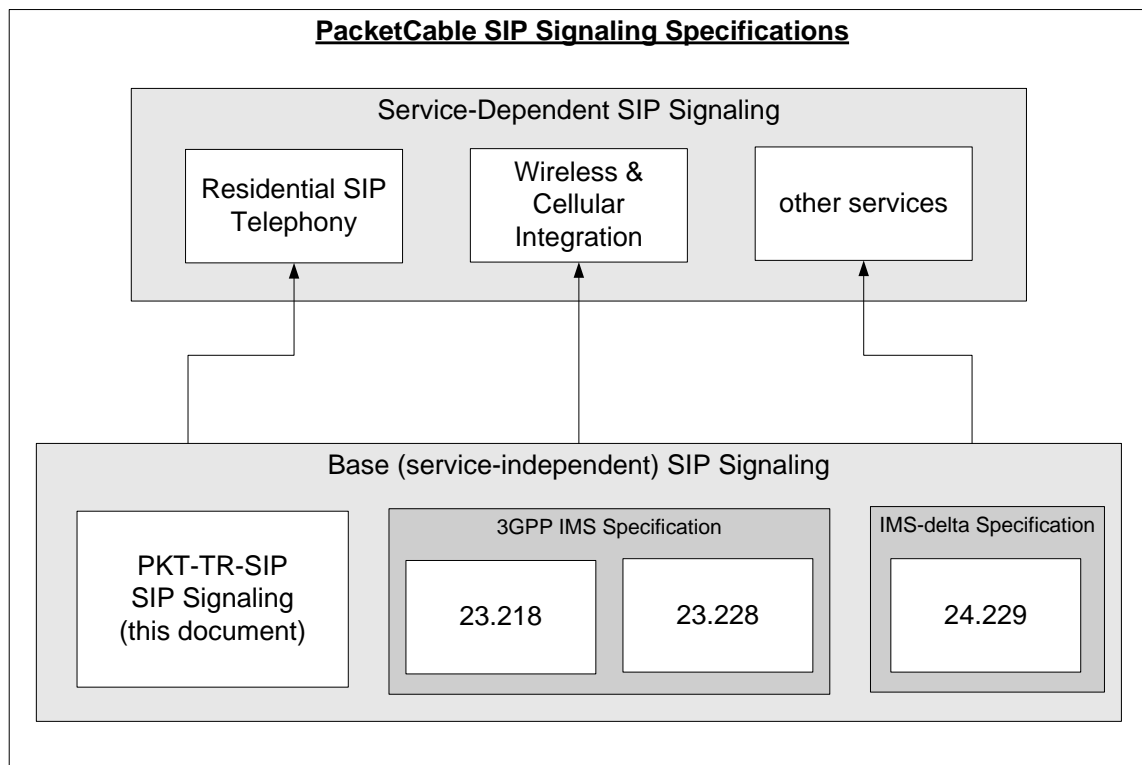 PacketCable SIP Signaling Specifications
Service-Dependent SIP Signaling
Residential SIP
Telephony
Wireless &
Cellular
Integration
other services
Base (service-independent) SIP Signaling
PKT-TR-SIP
SIP Signaling
(this document)
3GPP IMS Specification
23.218
23.228
IMS-delta Specification
24.229